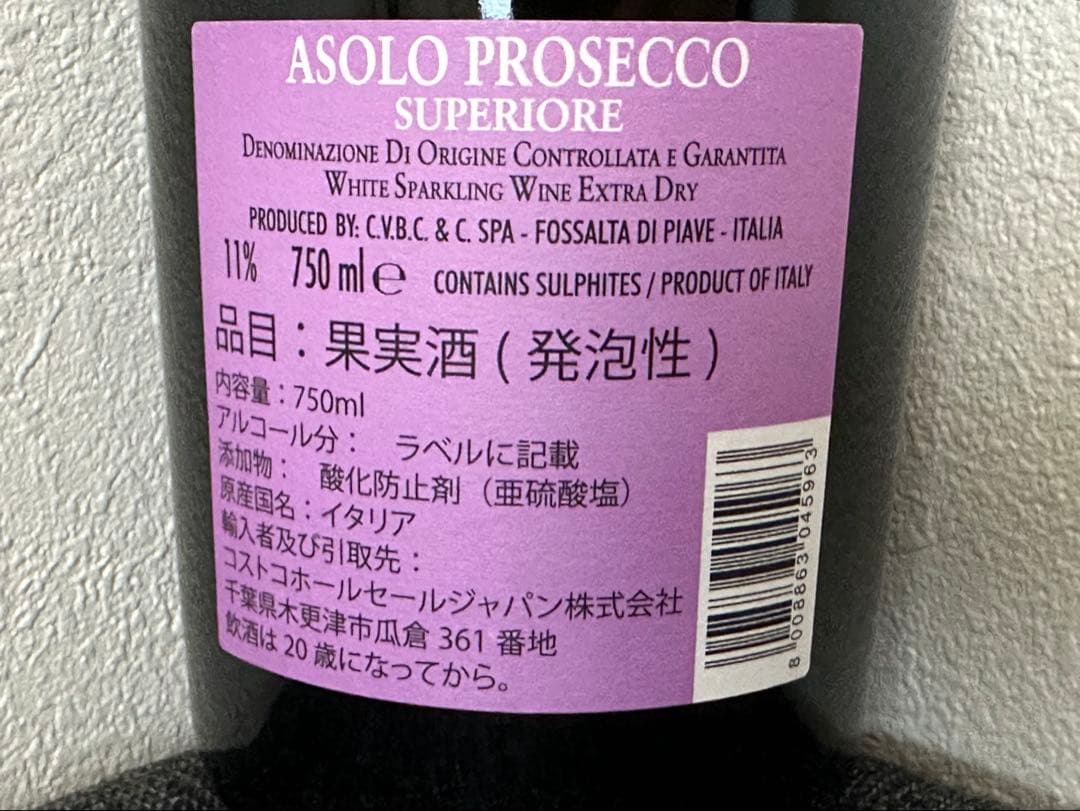 ASOLO PROSECCO
SUPERIORE
DENOMINAZIONE DI ORIGINE CONTROLLATA E GARANTITA
WHITE SPARKLING WINE EXTRA DRY
PRODUCED BY: C.V.B.C. & C. SPA - FOSSALTA DI PIAVE - ITALIA
11% 750 ml e CONTAINS SULPHITES / PRODUCT OF ITALY
品目：果実酒 ( 発泡性 )
内容量：750ml
アルコール分： ラベルに記載
添加物： 酸化防止剤（亜硫酸塩）
原産国名：イタリア
輸入者及び引取先：
コストコホールセールジャパン株式会社
千葉県木更津市瓜倉 361 番地
飲酒は 20 歳になってから。
8 008863 045963